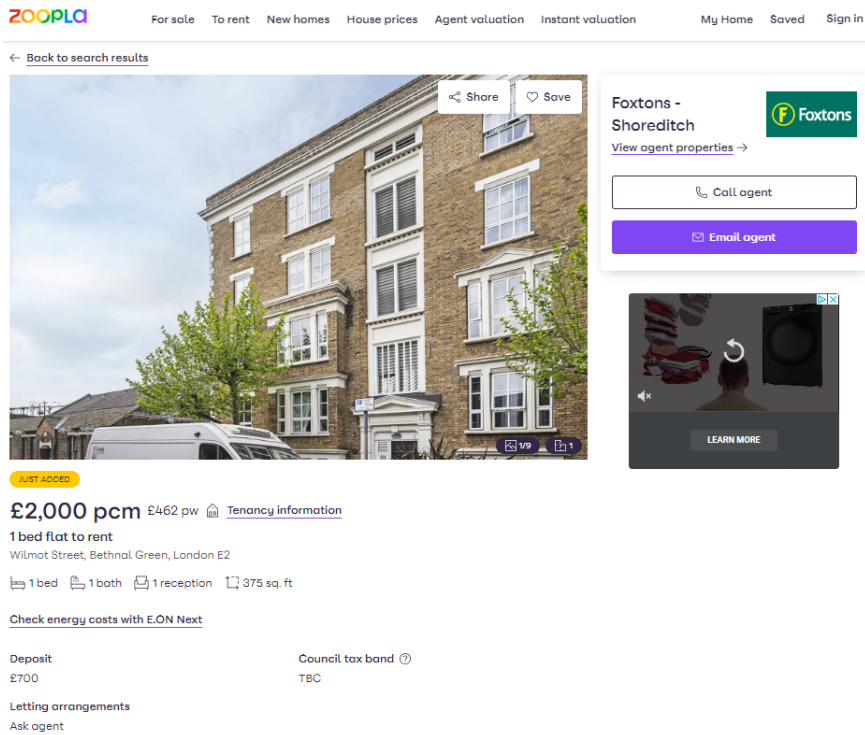 ZOOPLA
For sale To rent New homes House prices Agent valuation Instant valuation My Home Saved Sign in
← Back to search results
Share Save
1/9 1
Foxtons -
Shoreditch
View agent properties →
Foxtons
Call agent
Email agent
LEARN MORE
JUST ADDED
£2,000 pcm £462 pw Tenancy information
1 bed flat to rent
Wilmot Street, Bethnal Green, London E2
1 bed 1 bath 1 reception 375 sq. ft
Check energy costs with E.ON Next
Deposit Council tax band
£700 TBC
Letting arrangements
Ask agent